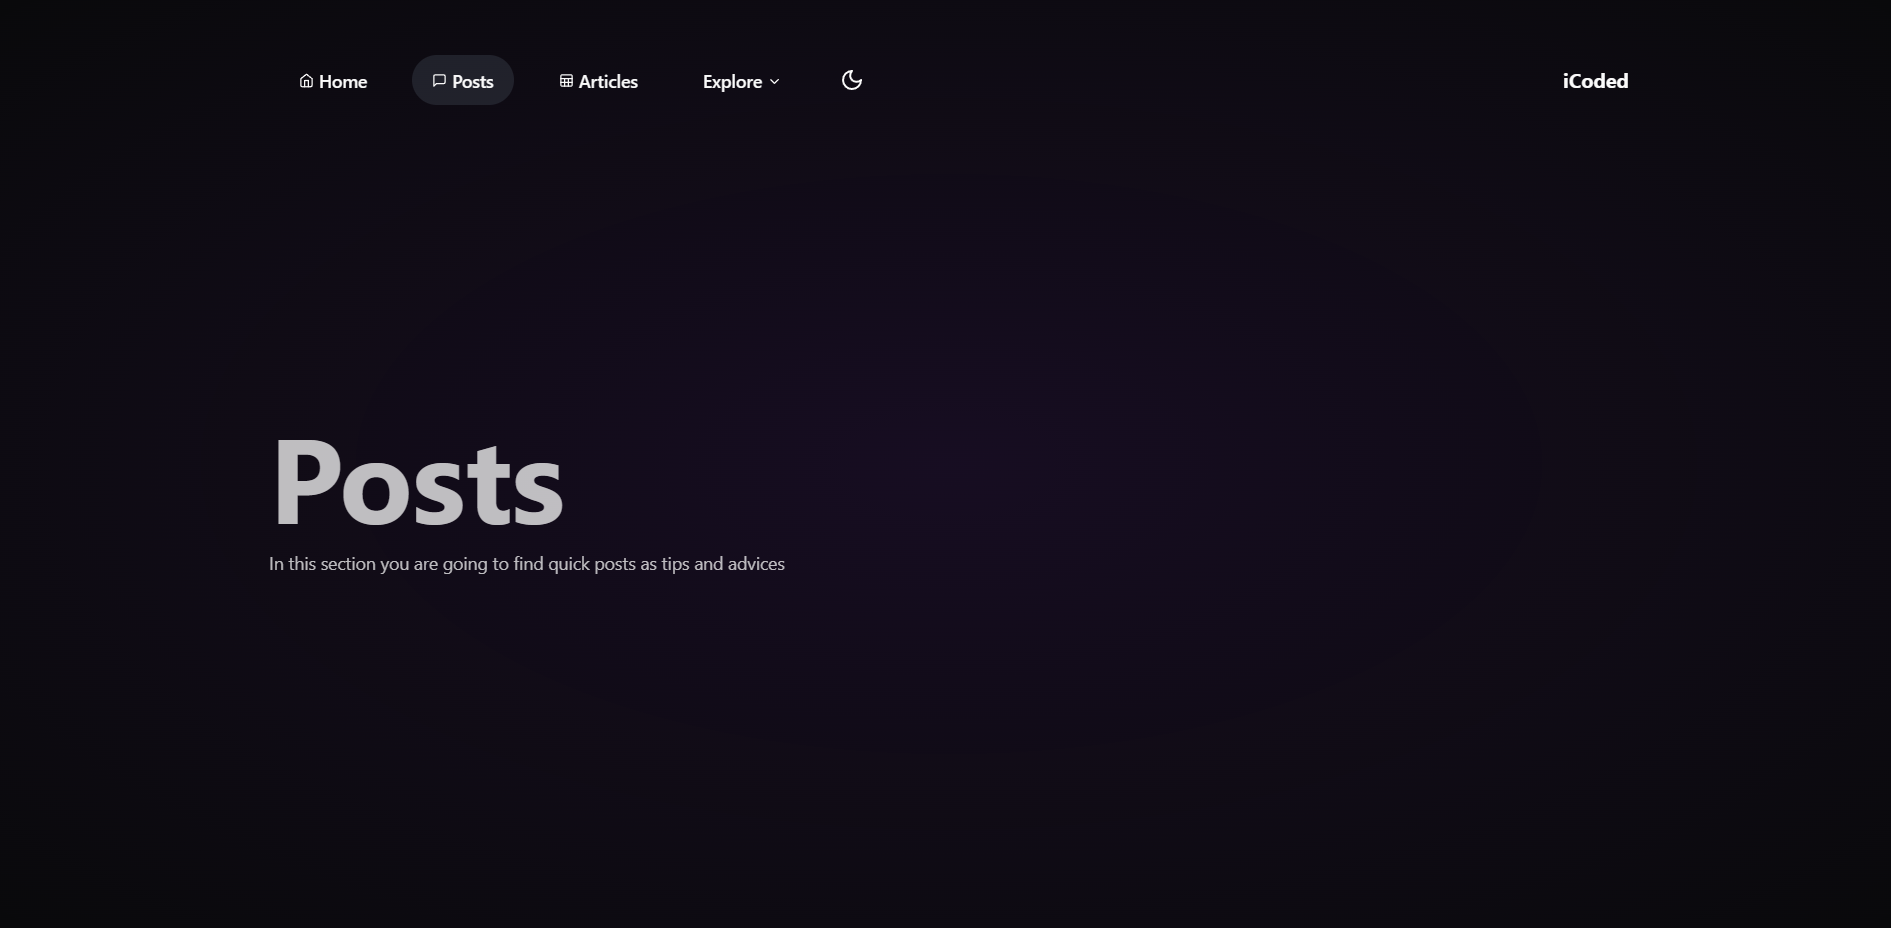 Home Posts Articles Explore iCoded
Posts
In this section you are going to find quick posts as tips and advices